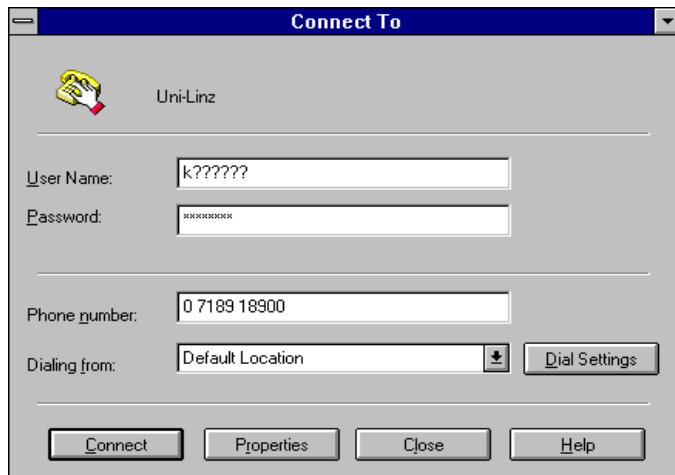 Connect To
Uni-Linz
User Name: k??????
Password: ********
Phone number: 0 7189 18900
Dialing from: Default Location Dial Settings
Connect Properties Close Help